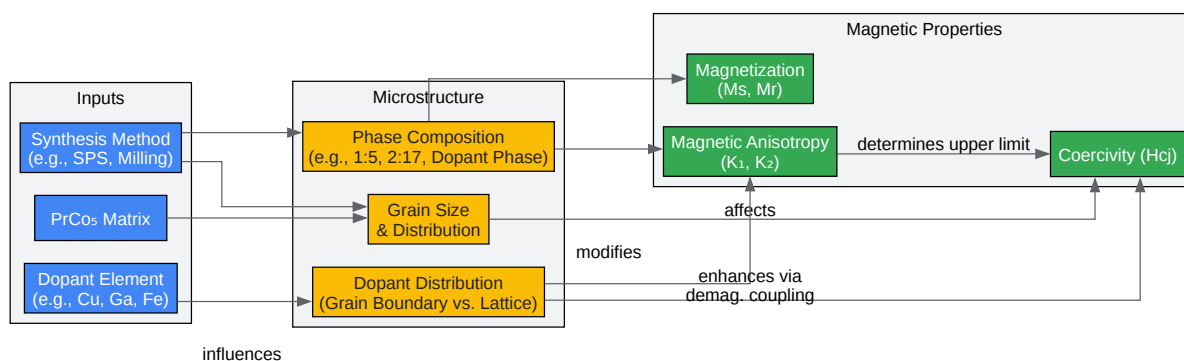 Magnetic Properties
Magnetization
(Ms, Mr)
Inputs
Microstructure
Synthesis Method
(e.g., SPS, Milling)
Phase Composition
(e.g., 1:5, 2:17, Dopant Phase)
Magnetic Anisotropy
(K₁, K₂)
determines upper limit
Coercivity (Hcj)
PrCo₅ Matrix
Grain Size
& Distribution
affects
modifies
Dopant Element
(e.g., Cu, Ga, Fe)
Dopant Distribution
(Grain Boundary vs. Lattice)
enhances via
demag. coupling
influences